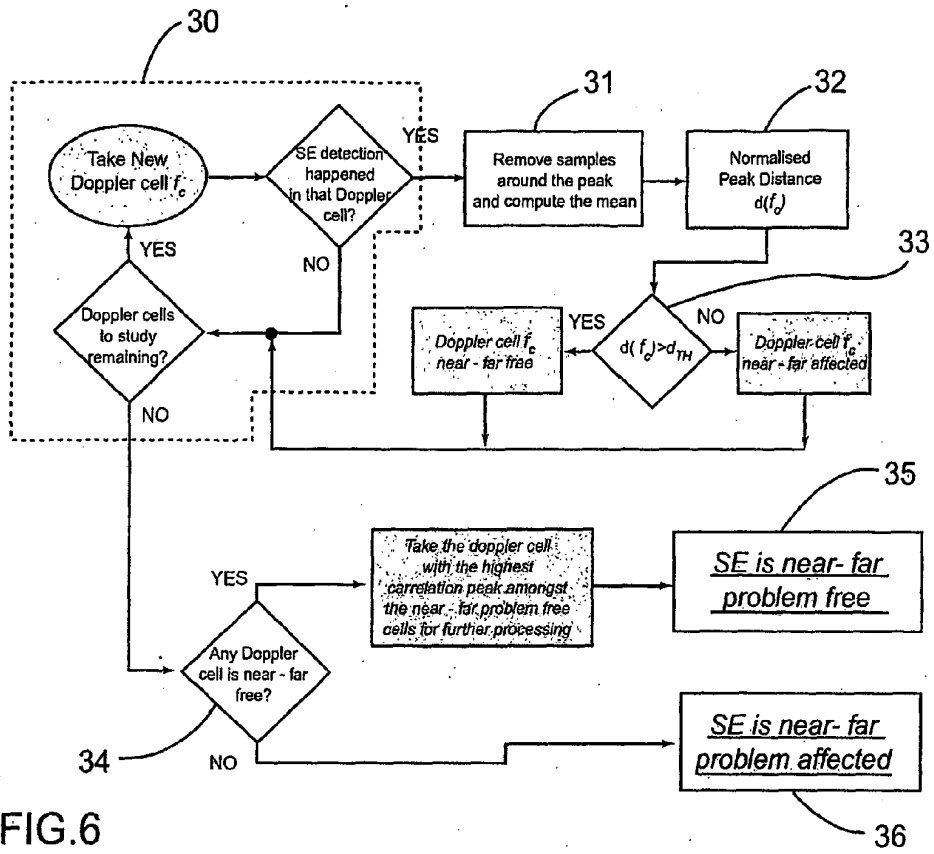 30
Take New
Doppler cell fc
SE detection
happened
in that Doppler
cell?
YES
NO
YES
Doppler cells
to study
remaining?
NO
31
Remove samples
around the peak
and compute the mean
32
Normalised
Peak Distance
d(fc)
33
YES
d( fc)>dTH
NO
Doppler cell fc
near - far free
Doppler cell fc
near - far affected
35
YES
Take the doppler cell
with the highest
carrelation peak amongst
the near - far problem free
cells for further processing
SE is near- far
problem free
Any Doppler
cell is near - far
free?
34
NO
SE is near- far
problem affected
36
FIG.6